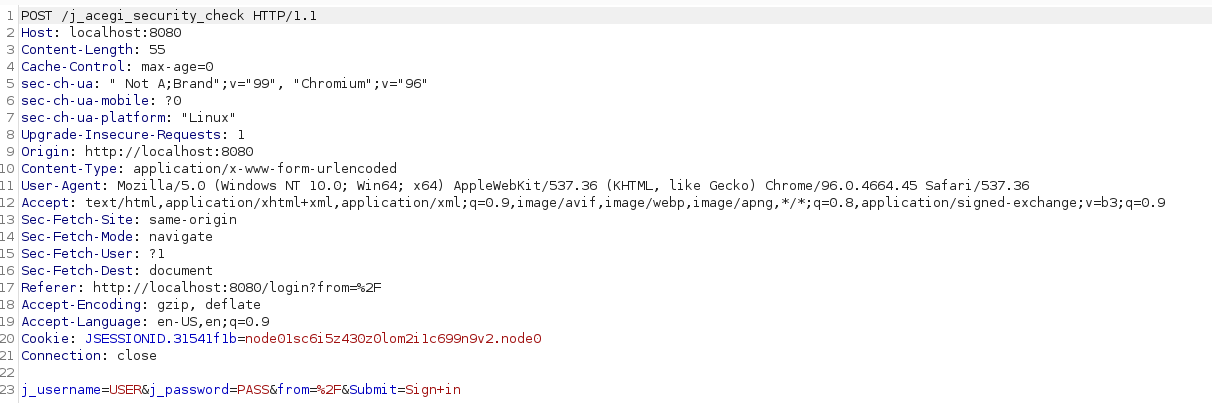 1 POST /j_acegi_security_check HTTP/1.1
2 Host: localhost:8080
3 Content-Length: 55
4 Cache-Control: max-age=0
5 sec-ch-ua: " Not A;Brand";v="99", "Chromium";v="96"
6 sec-ch-ua-mobile: ?0
7 sec-ch-ua-platform: "Linux"
8 Upgrade-Insecure-Requests: 1
9 Origin: http://localhost:8080
10 Content-Type: application/x-www-form-urlencoded
11 User-Agent: Mozilla/5.0 (Windows NT 10.0; Win64; x64) AppleWebKit/537.36 (KHTML, like Gecko) Chrome/96.0.4664.45 Safari/537.36
12 Accept: text/html,application/xhtml+xml,application/xml;q=0.9,image/avif,image/webp,image/apng,*/*;q=0.8,application/signed-exchange;v=b3;q=0.9
13 Sec-Fetch-Site: same-origin
14 Sec-Fetch-Mode: navigate
15 Sec-Fetch-User: ?1
16 Sec-Fetch-Dest: document
17 Referer: http://localhost:8080/login?from=%2F
18 Accept-Encoding: gzip, deflate
19 Accept-Language: en-US,en;q=0.9
20 Cookie: JSESSIONID.31541f1b=node01sc6i5z430z0lom2i1c699n9v2.node0
21 Connection: close
22
23 j_username=USER&j_password=PASS&from=%2F&Submit=Sign+in